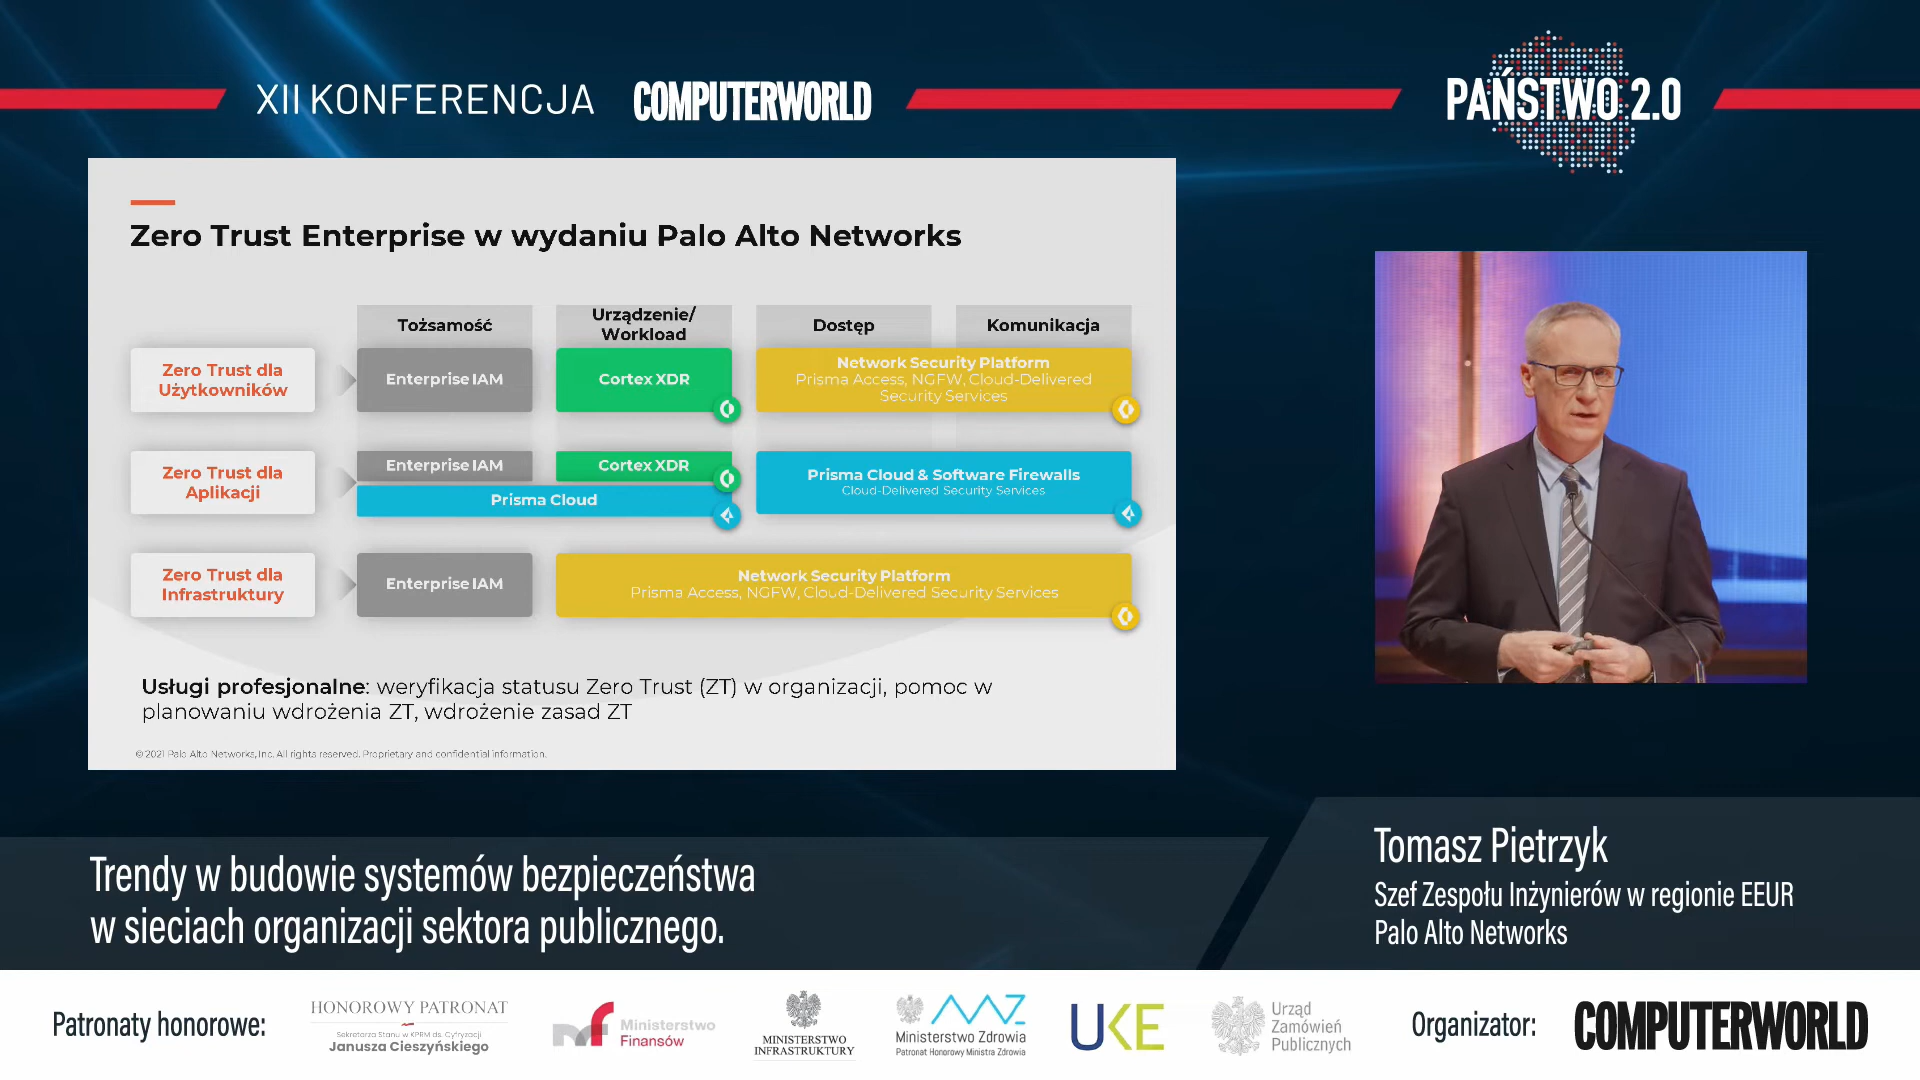 XII KONFERENCJA COMPUTERWORLD
PAŃSTWO 2.0
Zero Trust Enterprise w wydaniu Palo Alto Networks
Tożsamość
Urządzenie/
Workload
Dostęp
Komunikacja
Zero Trust dla
Użytkowników
Enterprise IAM
Cortex XDR
Network Security Platform
Prisma Access, NGFW, Cloud-Delivered
Security Services
Zero Trust dla
Aplikacji
Enterprise IAM
Cortex XDR
Prisma Cloud
Prisma Cloud & Software Firewalls
Cloud-Delivered Security Services
Zero Trust dla
Infrastruktury
Enterprise IAM
Network Security Platform
Prisma Access, NGFW, Cloud-Delivered Security Services
Usługi profesjonalne: weryfikacja statusu Zero Trust (ZT) w organizacji, pomoc w
planowaniu wdrożenia ZT, wdrożenie zasad ZT
© 2021 Palo Alto Networks, Inc. All rights reserved. Proprietary and confidential information.
Trendy w budowie systemów bezpieczeństwa
w sieciach organizacji sektora publicznego.
Tomasz Pietrzyk
Szef Zespołu Inżynierów w regionie EEUR
Palo Alto Networks
Patronaty honorowe:
HONOROWY PATRONAT
Sekretarza Stanu w KPRM ds. Cyfryzacji
Janusza Cieszyńskiego
mf
Ministerstwo
Finansów
MINISTERSTWO
INFRASTRUKTURY
MZ
Ministerstwo Zdrowia
Patronat Honorowy Ministra Zdrowia
UKE
Urząd
Zamówień
Publicznych
Organizator:
COMPUTERWORLD